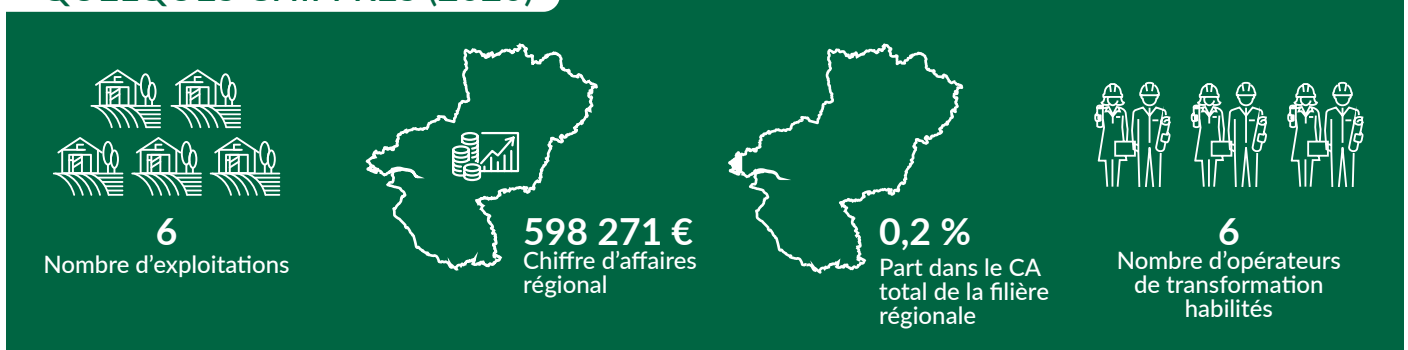 6
Nombre d'exploitations
598 271 €
Chiffre d'affaires
régional
0,2 %
Part dans le CA
total de la filière
régionale
6
Nombre d'opérateurs
de transformation
habilités